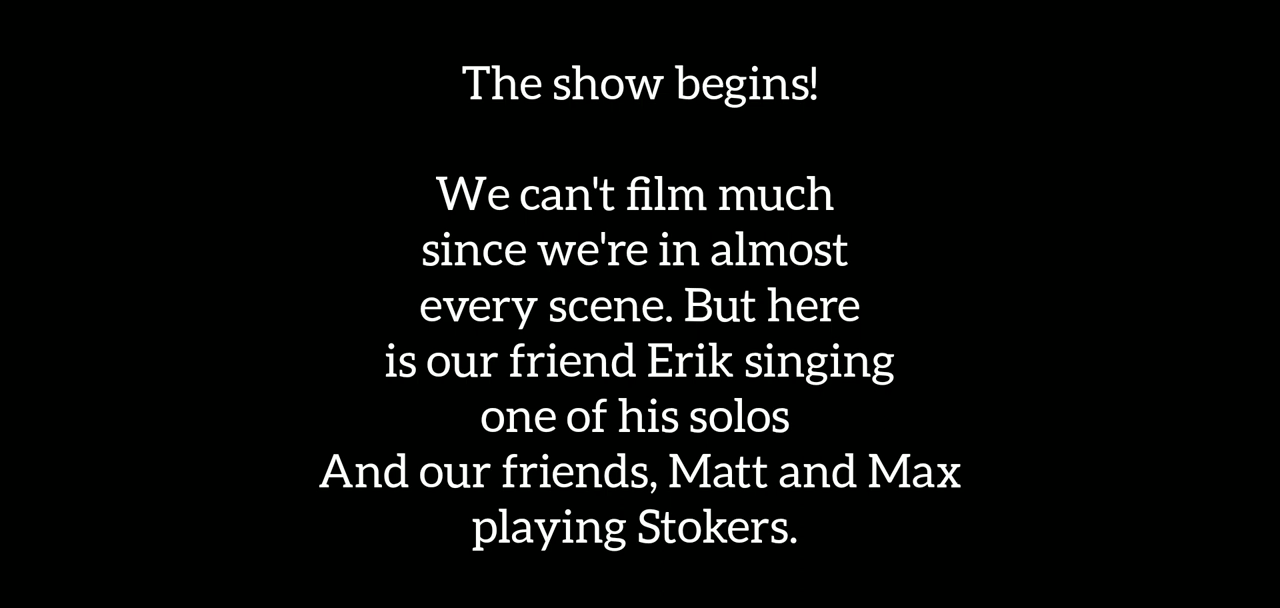 The show begins!
We can't film much
since we're in almost
every scene. But here
is our friend Erik singing
one of his solos
And our friends, Matt and Max
playing Stokers.